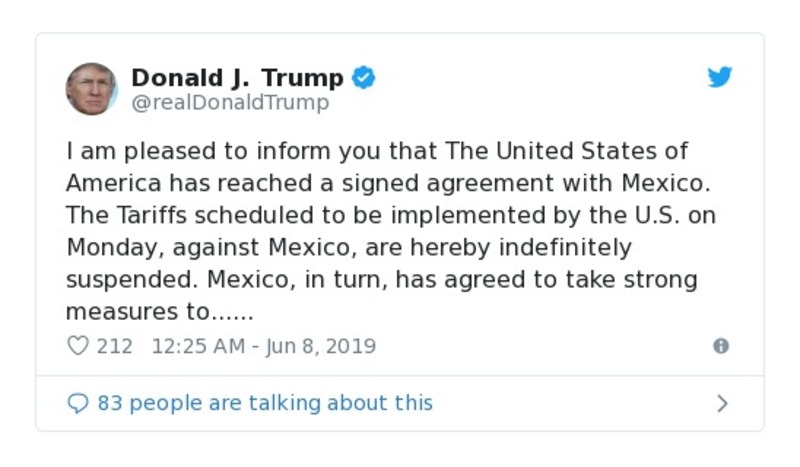 Donald J. Trump
@realDonaldTrump
I am pleased to inform you that The United States of
America has reached a signed agreement with Mexico.
The Tariffs scheduled to be implemented by the U.S. on
Monday, against Mexico, are hereby indefinitely
suspended. Mexico, in turn, has agreed to take strong
measures to......
212 12:25 AM - Jun 8, 2019
83 people are talking about this